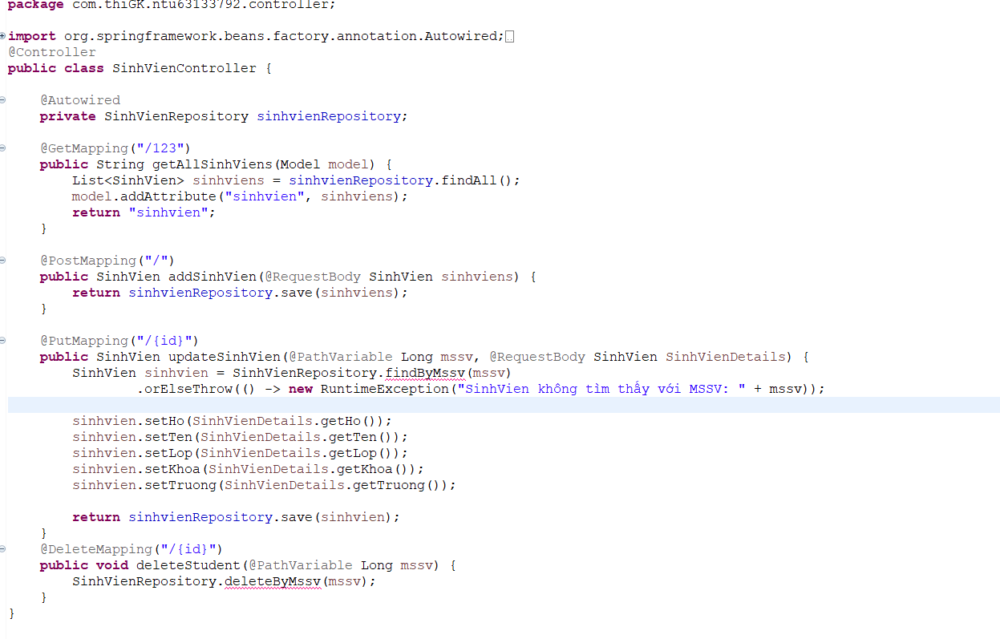 package com.thiGK.ntu63133792.controller;
import org.springframework.beans.factory.annotation.Autowired;
@Controller
public class SinhVienController {
@Autowired
private SinhVienRepository sinhvienRepository;
@GetMapping("/123")
public String getAllSinhViens(Model model) {
List<SinhVien> sinhviens = sinhvienRepository.findAll();
model.addAttribute("sinhvien", sinhviens);
return "sinhvien";
}
@PostMapping("/")
public SinhVien addSinhVien(@RequestBody SinhVien sinhviens) {
return sinhvienRepository.save(sinhviens);
}
@PutMapping("/{id}")
public SinhVien updateSinhVien(@PathVariable Long mssv, @RequestBody SinhVien SinhVienDetails) {
SinhVien sinhvien = SinhVienRepository.findByMssv(mssv)
.orElseThrow(() -> new RuntimeException("SinhVien không tìm thấy với MSSV: " + mssv));
sinhvien.setHo(SinhVienDetails.getHo());
sinhvien.setTen(SinhVienDetails.getTen());
sinhvien.setLop(SinhVienDetails.getLop());
sinhvien.setKhoa(SinhVienDetails.getKhoa());
sinhvien.setTruong(SinhVienDetails.getTruong());
return sinhvienRepository.save(sinhvien);
}
@DeleteMapping("/{id}")
public void deleteStudent(@PathVariable Long mssv) {
SinhVienRepository.deleteByMssv(mssv);
}
}